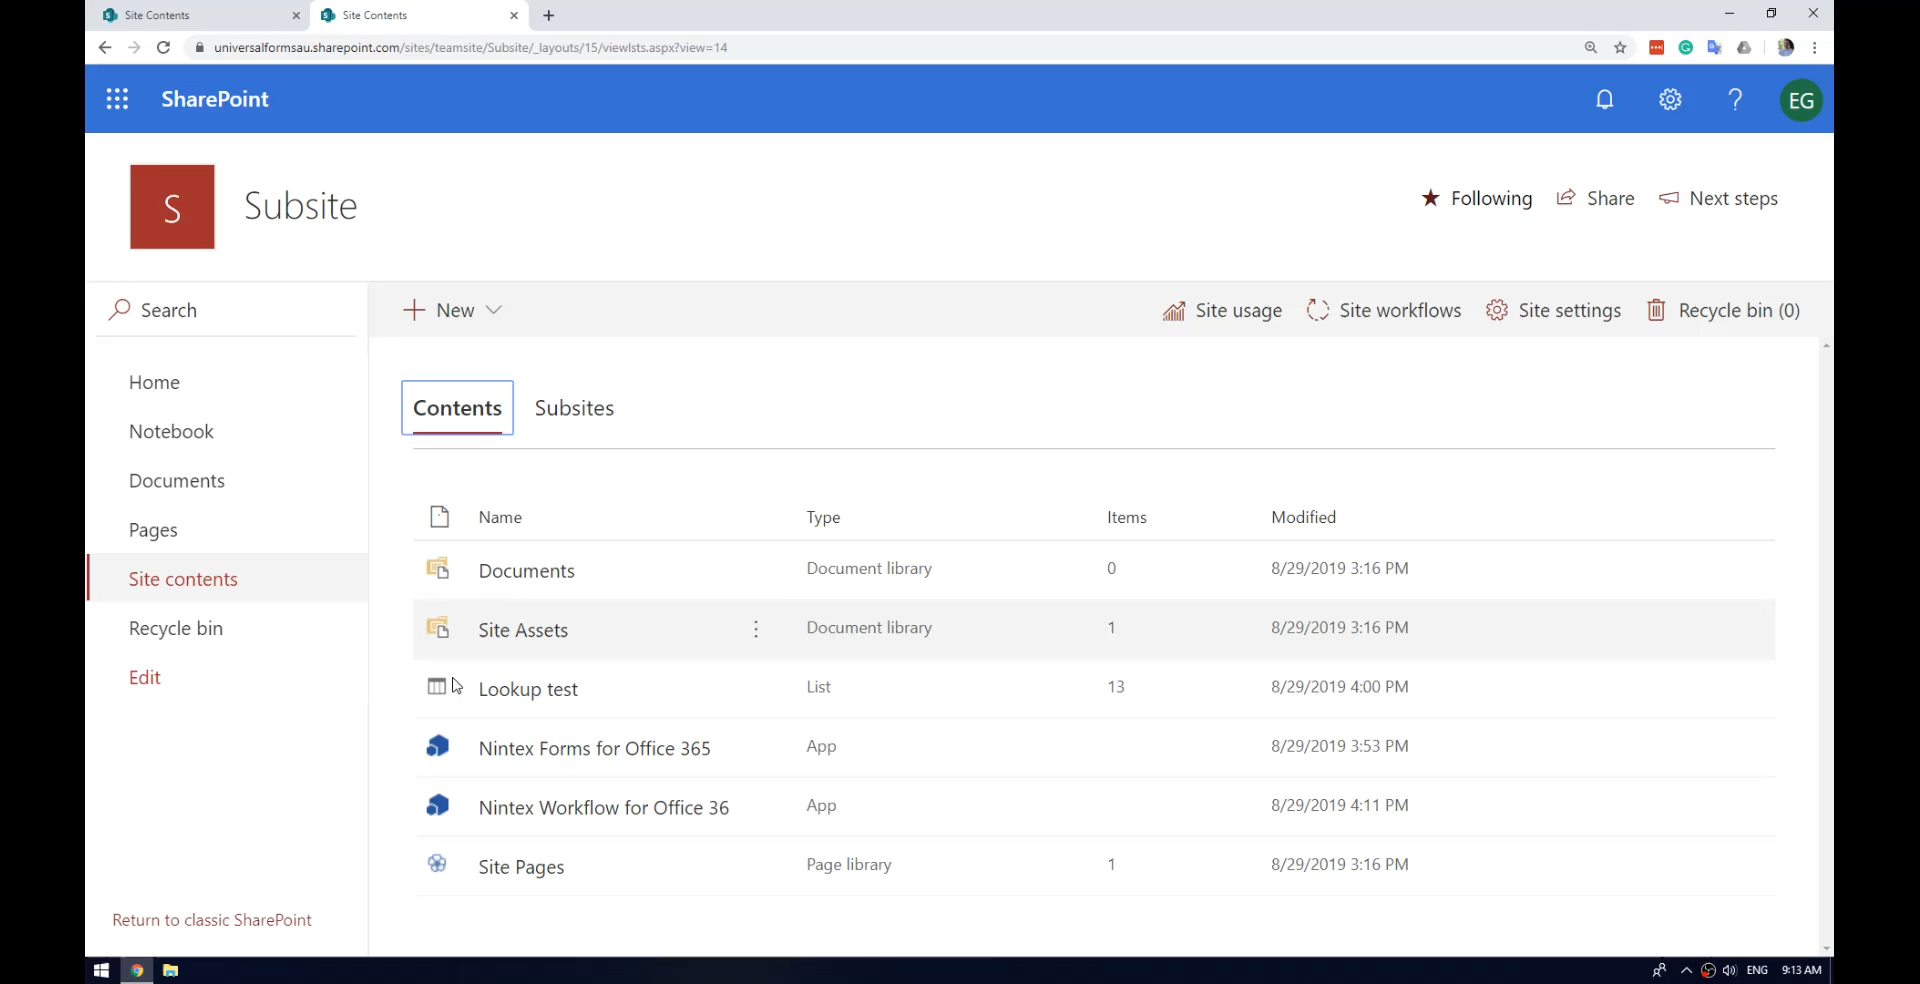 Site Contents
Site Contents
universalformsau.sharepoint.com/sites/teamsite/Subsite/_layouts/15/viewlsts.aspx?view=14
SharePoint
EG
S
Subsite
Following
Share
Next steps
Search
New
Site usage
Site workflows
Site settings
Recycle bin (0)
Home
Notebook
Documents
Pages
Site contents
Recycle bin
Edit
Return to classic SharePoint
Contents Subsites
Name Type Items Modified
Documents Document library 0 8/29/2019 3:16 PM
Site Assets Document library 1 8/29/2019 3:16 PM
Lookup test List 13 8/29/2019 4:00 PM
Nintex Forms for Office 365 App 8/29/2019 3:53 PM
Nintex Workflow for Office 36 App 8/29/2019 4:11 PM
Site Pages Page library 1 8/29/2019 3:16 PM
ENG 9:13 AM